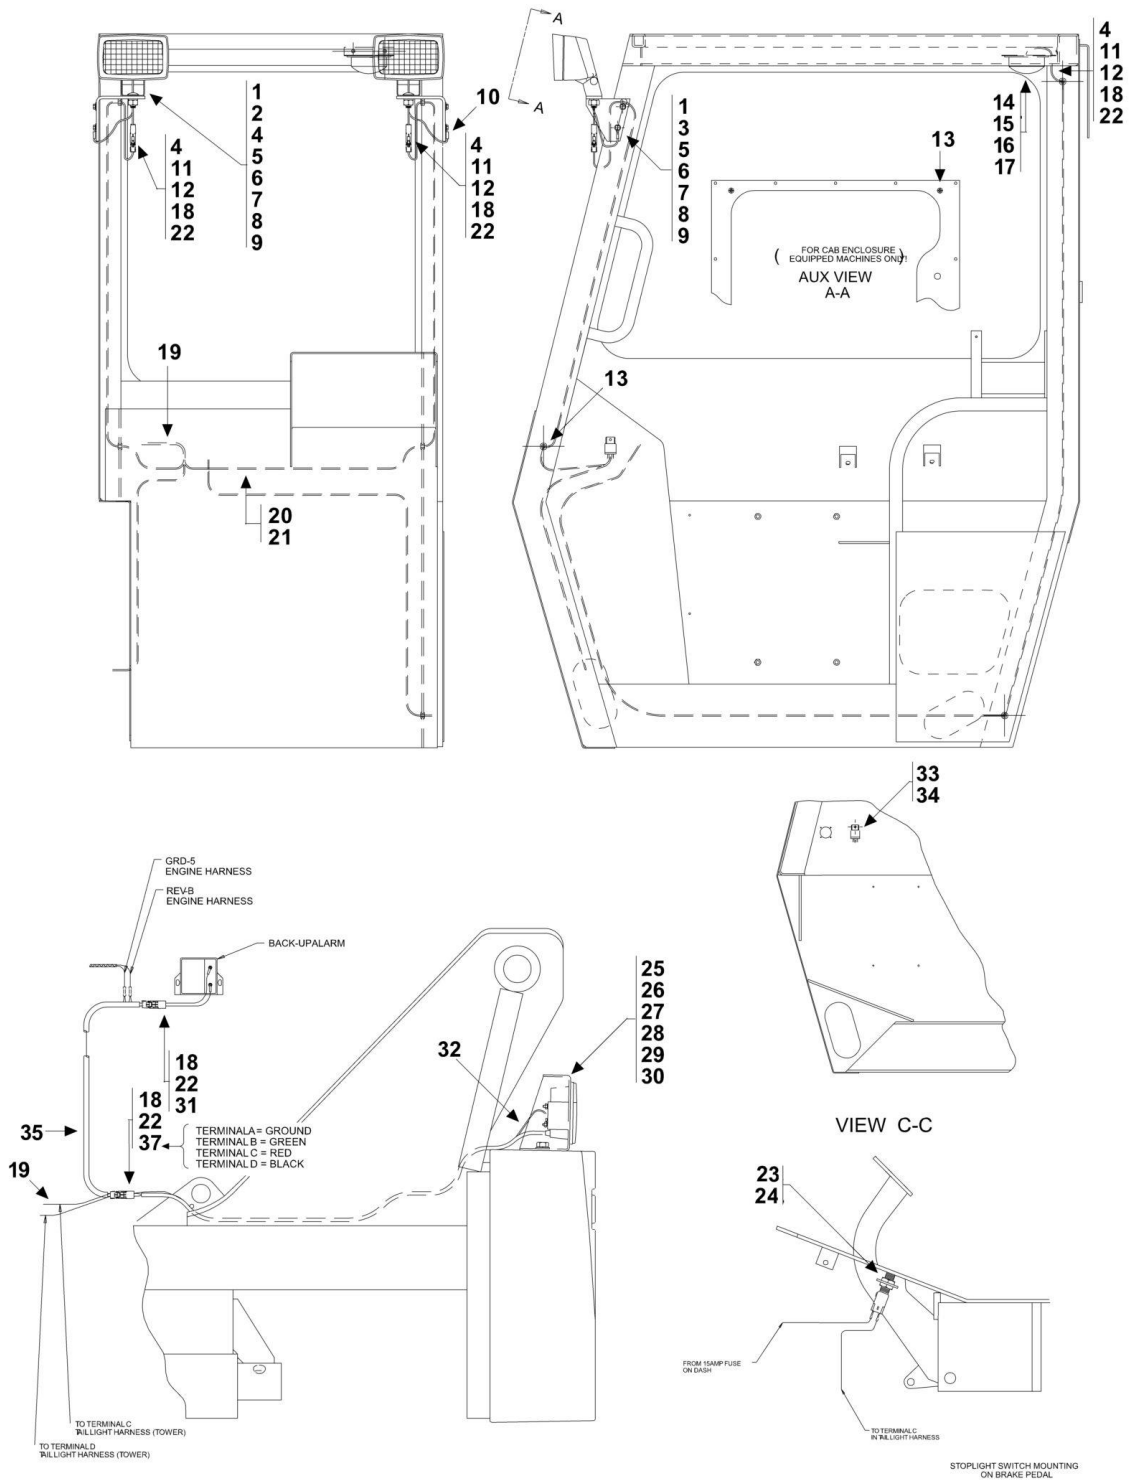 A
A
4
11
12
18
22
1
2
4
5
6
7
8
9
10
4
11
12
18
22
4
11
12
18
22
1
3
5
6
7
8
9
14
15
16
17
13
( FOR CAB ENCLOSURE )
EQUIPPED MACHINES ONLY!
AUX VIEW
A-A
19
13
20
21
33
34
GRD-5
ENGINE HARNESS
REV-B
ENGINE HARNESS
BACK-UPALARM
25
26
27
28
29
30
32
18
22
31
18
22
37
35
TERMINALA = GROUND
TERMINAL B = GREEN
TERMINAL C = RED
TERMINAL D = BLACK
19
VIEW C-C
23
24
FROM 15AMP FUSE
ON DASH
TO TERMINAL C
TAILLIGHT HARNESS (TOWER)
TO TERMINAL D
TAILLIGHT HARNESS (TOWER)
TO TERMINAL C
IN TAILLIGHT HARNESS
STOPLIGHT SWITCH MOUNTING
ON BRAKE PEDAL